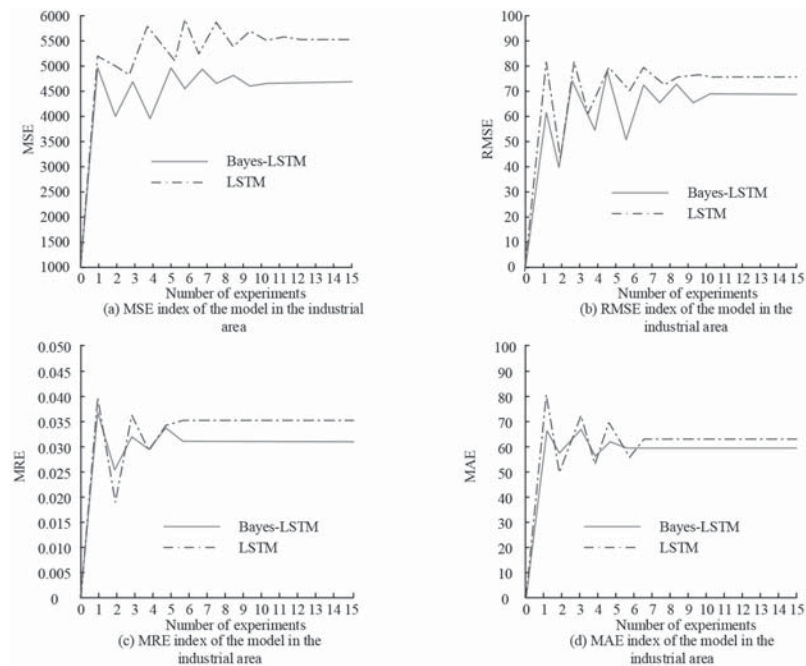 6000
5500
5000
4500
4000
3500
3000
2500
2000
1500
1000
MSE
Bayes-LSTM
LSTM
0 1 2 3 4 5 6 7 8 9 10 11 12 13 14 15
Number of experiments
(a) MSE index of the model in the industrial
area
100
90
80
70
60
50
40
30
20
10
0
RMSE
Bayes-LSTM
LSTM
0 1 2 3 4 5 6 7 8 9 10 11 12 13 14 15
Number of experiments
(b) RMSE index of the model in the
industrial area
0.050
0.045
0.040
0.035
0.030
0.025
0.020
0.015
0.010
0.005
0
MRE
Bayes-LSTM
LSTM
0 1 2 3 4 5 6 7 8 9 10 11 12 13 14 15
Number of experiments
(c) MRE index of the model in the
industrial area
100
90
80
70
60
50
40
30
20
10
0
MAE
Bayes-LSTM
LSTM
0 1 2 3 4 5 6 7 8 9 10 11 12 13 14 15
Number of experiments
(d) MAE index of the model in the
industrial area